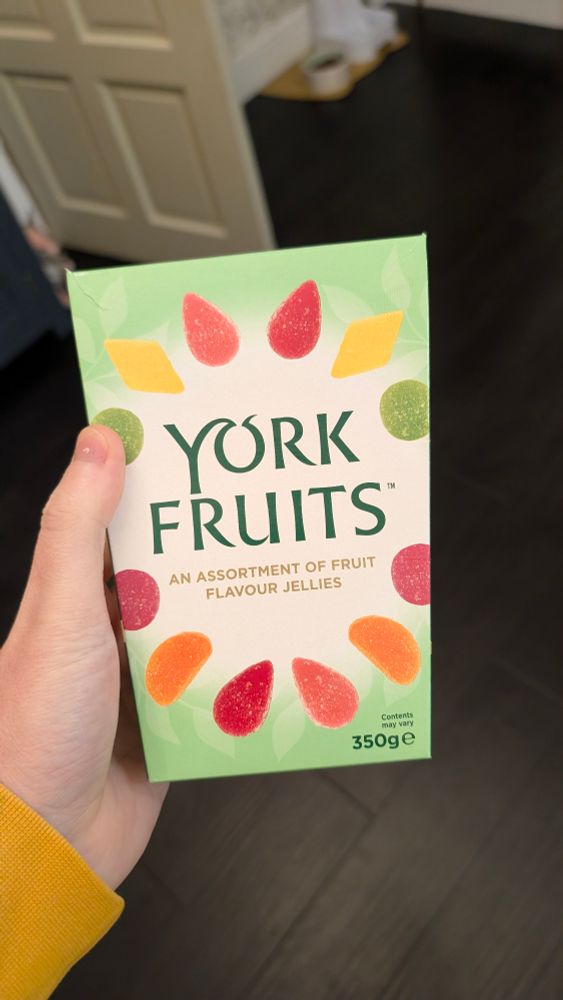 YORK
FRUITS™
AN ASSORTMENT OF FRUIT
FLAVOUR JELLIES
Contents
may vary
350g℮